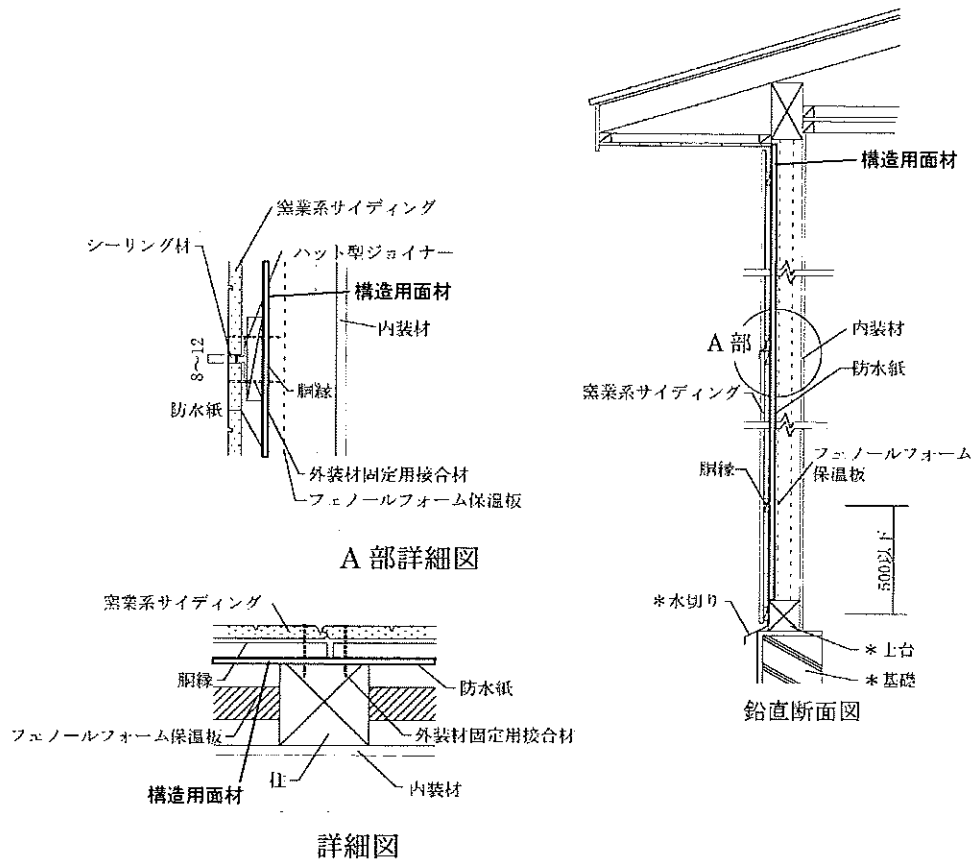 窯業系サイディング
シーリング材
ハット型ジョイナー
構造用面材
内装材
8～12
胴縁
防水紙
外装材固定用接合材
フェノールフォーム保温板
A 部詳細図
窯業系サイディング
胴縁
防水紙
フェノールフォーム保温板
外装材固定用接合材
柱
内装材
構造用面材
詳細図
構造用面材
A 部
内装材
防水紙
窯業系サイディング
フェノールフォーム
保温板
胴縁
500以下
＊水切り
＊土台
＊基礎
鉛直断面図